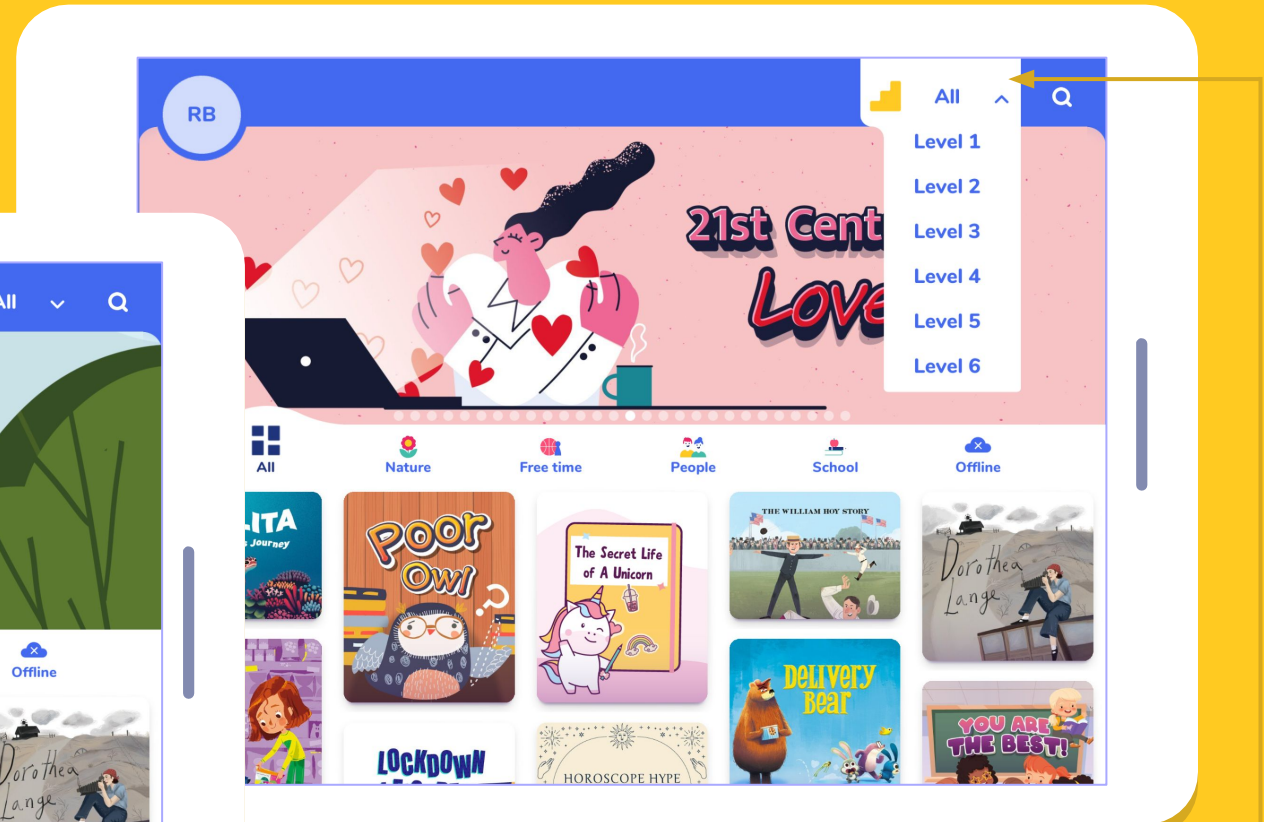 RB
All
Level 1
Level 2
Level 3
Level 4
Level 5
Level 6
21st Cent
Love
All
Nature
Free time
People
School
Offline
LITA
s Journey
Poor
Owl
?
The Secret Life
of A Unicorn
THE WILLIAM HOY STORY
Dorothea
Lange
Delivery
Bear
YOU ARE
THE BEST!
LOCKDOWN
HOROSCOPE HYPE
All
Offline
Dorothea
Lange